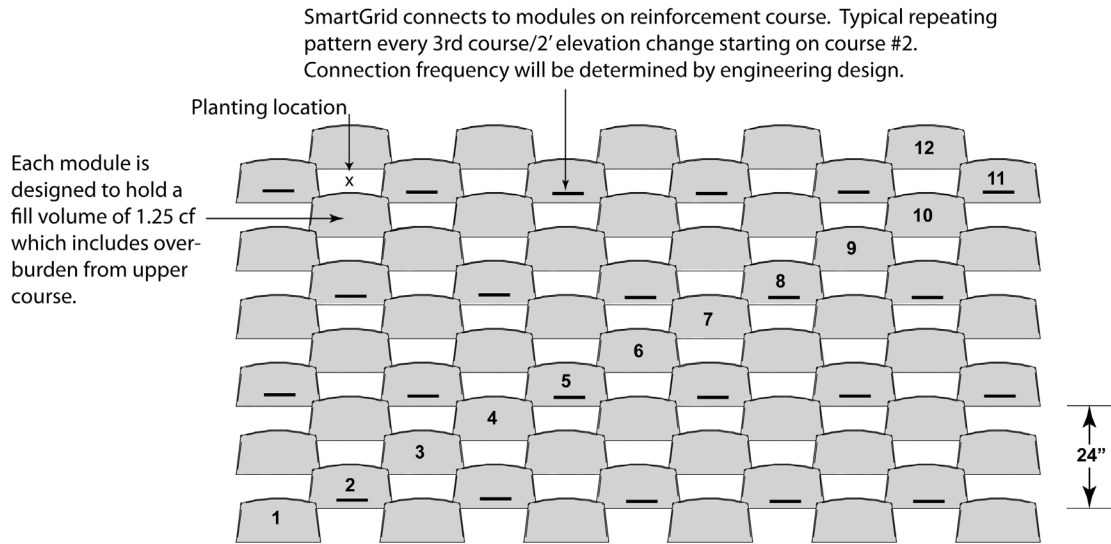 SmartGrid connects to modules on reinforcement course. Typical repeating
pattern every 3rd course/2’ elevation change starting on course #2.
Connection frequency will be determined by engineering design.
Planting location
Each module is
designed to hold a
fill volume of 1.25 cf
which includes over-
burden from upper
course.
x
12
11
10
9
8
7
6
5
4
3
2
1
24”